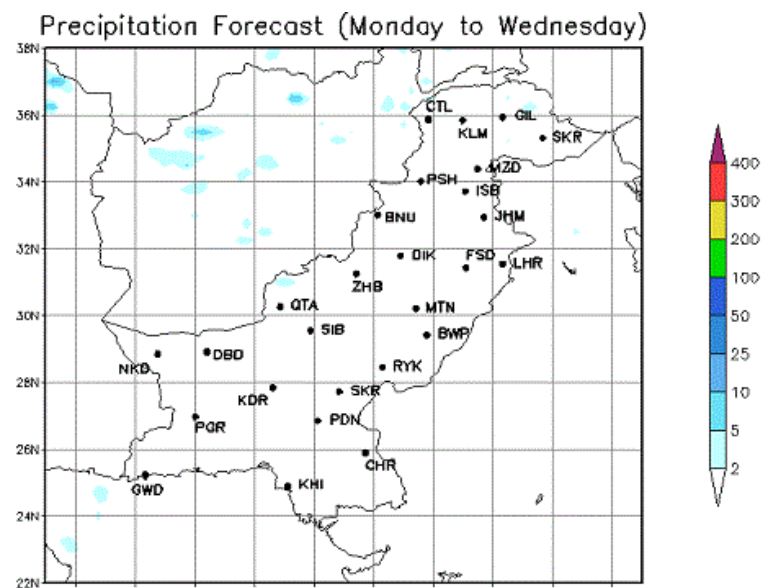 Precipitation Forecast (Monday to Wednesday)
38N
36N
34N
32N
30N
28N
26N
24N
22N
CTL
KLM
GIL
SKR
MZD
PSH
ISB
BNU
JHM
DIK
FSD
LHR
ZHB
QTA
MTN
SIB
BWP
NKD
DBD
RYK
KDR
SKR
PGR
PDN
CHR
GWD
KHI
400
300
200
100
50
25
10
5
2